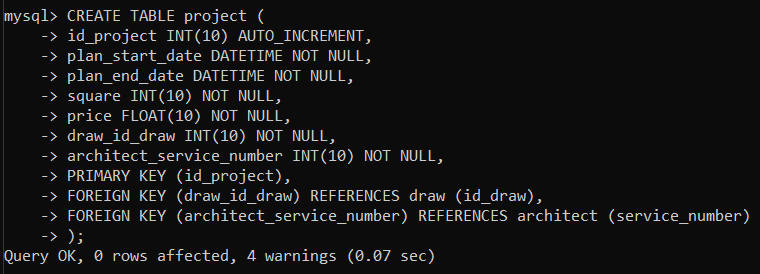 mysql> CREATE TABLE project (
    -> id_project INT(10) AUTO_INCREMENT,
    -> plan_start_date DATETIME NOT NULL,
    -> plan_end_date DATETIME NOT NULL,
    -> square INT(10) NOT NULL,
    -> price FLOAT(10) NOT NULL,
    -> draw_id_draw INT(10) NOT NULL,
    -> architect_service_number INT(10) NOT NULL,
    -> PRIMARY KEY (id_project),
    -> FOREIGN KEY (draw_id_draw) REFERENCES draw (id_draw),
    -> FOREIGN KEY (architect_service_number) REFERENCES architect (service_number)
    -> );
Query OK, 0 rows affected, 4 warnings (0.07 sec)